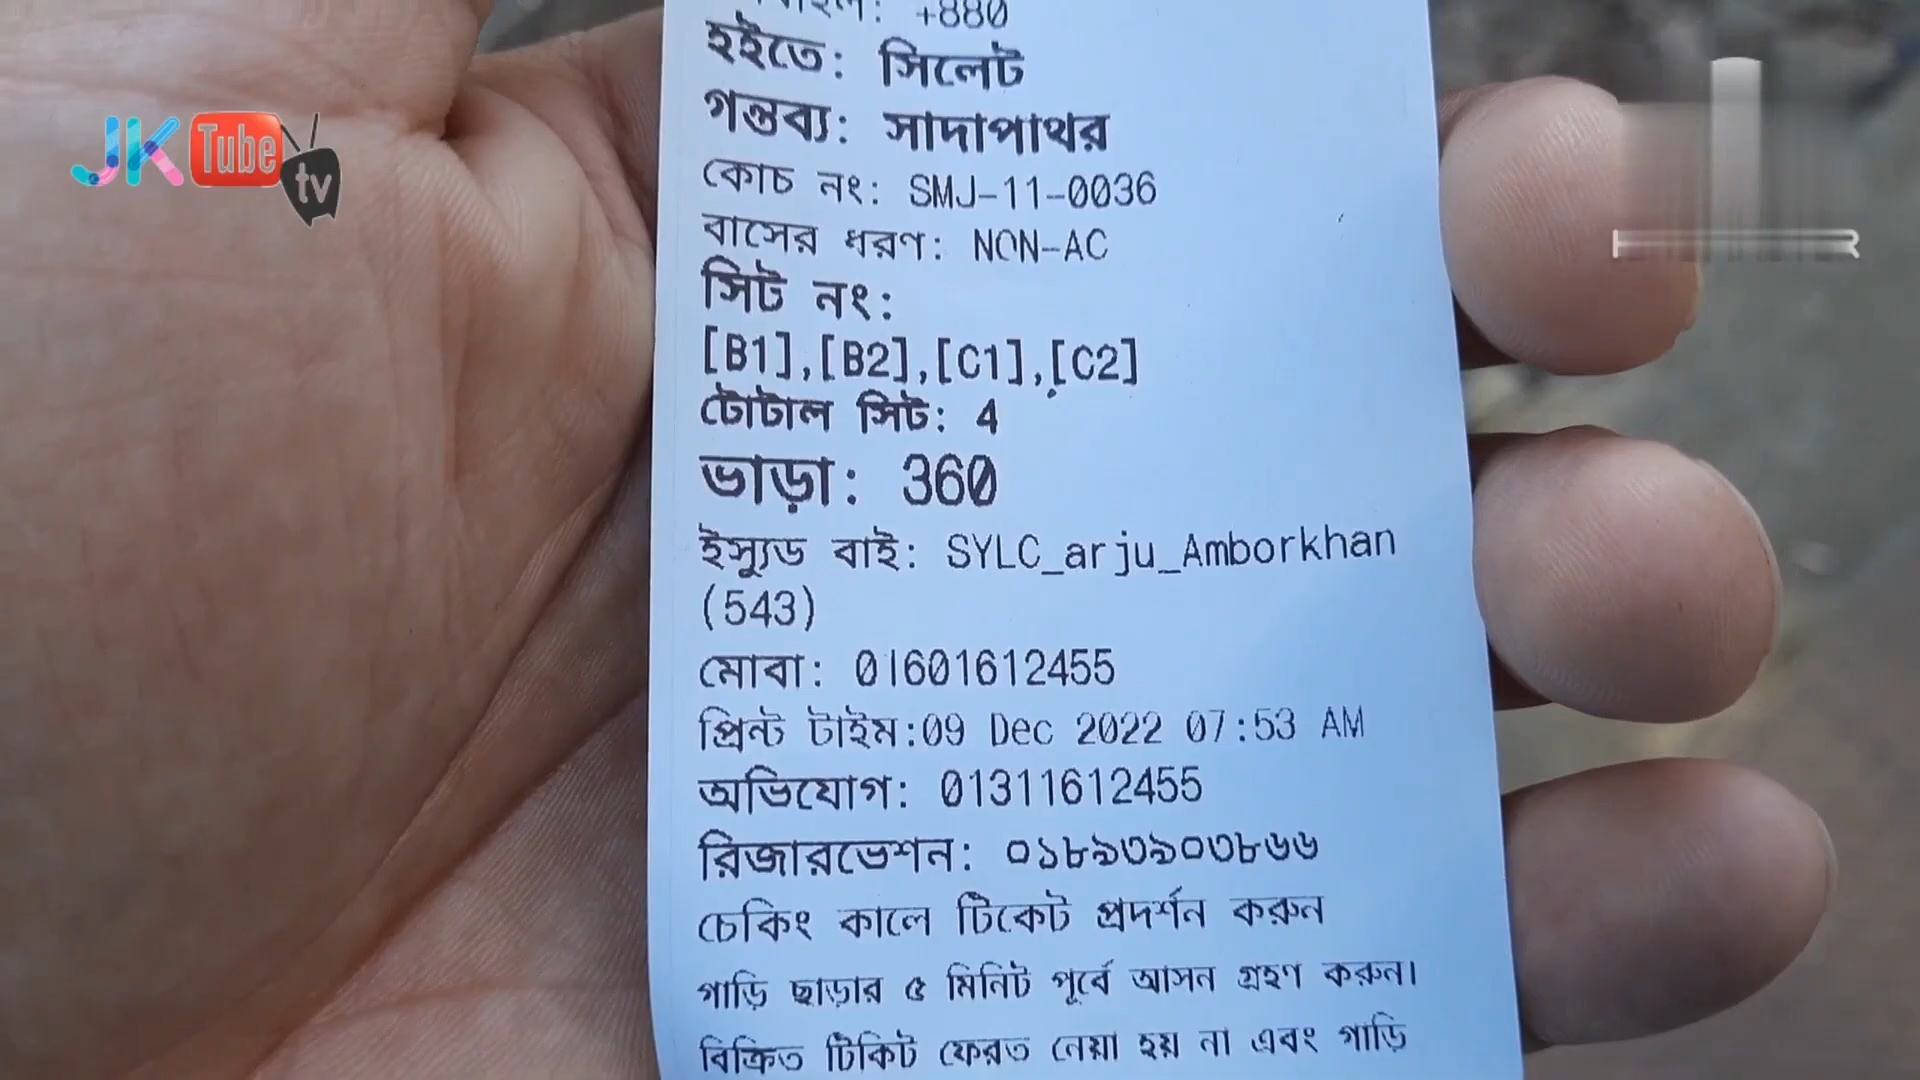 JK Tube tv
+880
হইতে: সিলেট
গন্তব্য: সাদাপাথর
কোচ নং: SMJ-11-0036
বাসের ধরণ: NON-AC
সিট নং:
[B1],[B2],[C1],[C2]
টোটাল সিট: 4
ভাড়া: 360
ইস্যুড বাই: SYLC_arju_Amborkhan
(543)
মোবা: 01601612455
প্রিন্ট টাইম:09 Dec 2022 07:53 AM
অভিযোগ: 01311612455
রিজারভেশন: ০১৮৯৩৯০৩৮৬৬
চেকিং কালে টিকেট প্রদর্শন করুন
গাড়ি ছাড়ার ৫ মিনিট পূর্বে আসন গ্রহণ করুন।
বিক্রিত টিকিট ফেরত নেয়া হয় না এবং গাড়ি